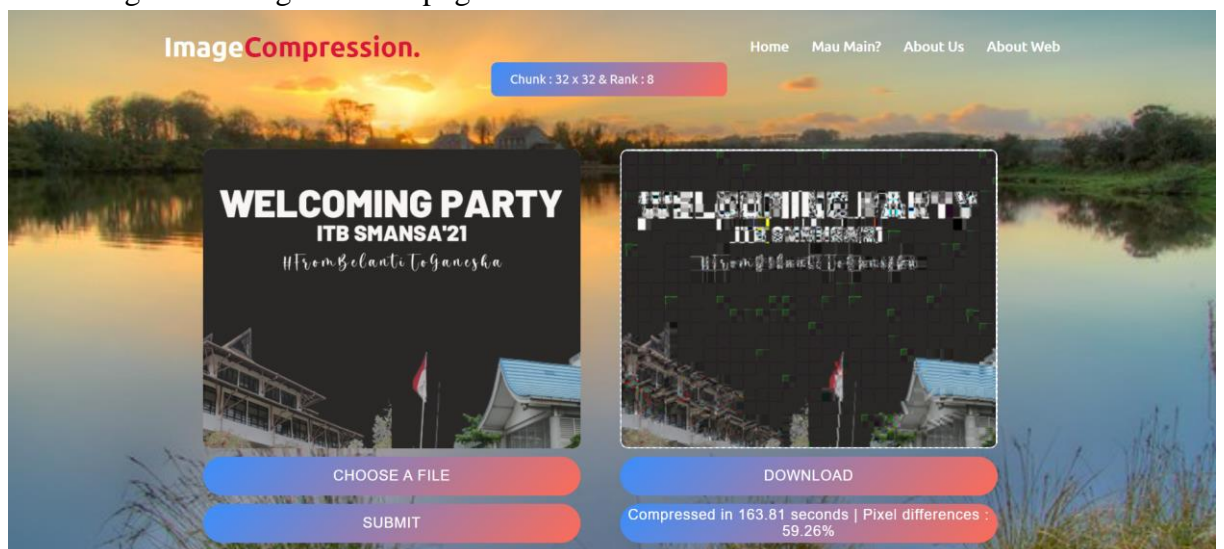 ImageCompression.
Home Mau Main? About Us About Web
Chunk : 32 x 32 & Rank : 8
WELCOMING PARTY
ITB SMANSA'21
#FromBelantiToGanesha
CHOOSE A FILE
SUBMIT
DOWNLOAD
Compressed in 163.81 seconds | Pixel differences :
59.26%